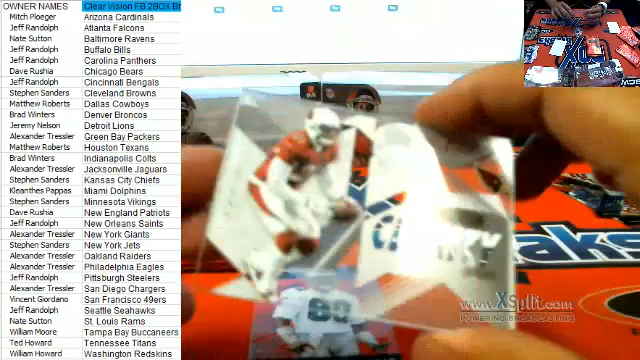 OWNER NAMES Clear Vision FB 2BOX Br
Mitch Ploeger Arizona Cardinals
Jeff Randolph Atlanta Falcons
Nate Sutton Baltimore Ravens
Jeff Randolph Buffalo Bills
Jeff Randolph Carolina Panthers
Dave Rushia Chicago Bears
Jeff Randolph Cincinnati Bengals
Stephen Sanders Cleveland Browns
Matthew Roberts Dallas Cowboys
Brad Winters Denver Broncos
Jeremy Nelson Detroit Lions
Alexander Tressler Green Bay Packers
Matthew Roberts Houston Texans
Brad Winters Indianapolis Colts
Alexander Tressler Jacksonville Jaguars
Stephen Sanders Kansas City Chiefs
Kleanthes Pappas Miami Dolphins
Stephen Sanders Minnesota Vikings
Dave Rushia New England Patriots
Jeff Randolph New Orleans Saints
Alexander Tressler New York Giants
Stephen Sanders New York Jets
Alexander Tressler Oakland Raiders
Alexander Tressler Philadelphia Eagles
Jeff Randolph Pittsburgh Steelers
Alexander Tressler San Diego Chargers
Vincent Giordano San Francisco 49ers
Jeff Randolph Seattle Seahawks
Nate Sutton St. Louis Rams
William Moore Tampa Bay Buccaneers
Ted Howard Tennessee Titans
William Howard Washington Redskins
80
www.XSplit.com
POWERING BROADCASTING